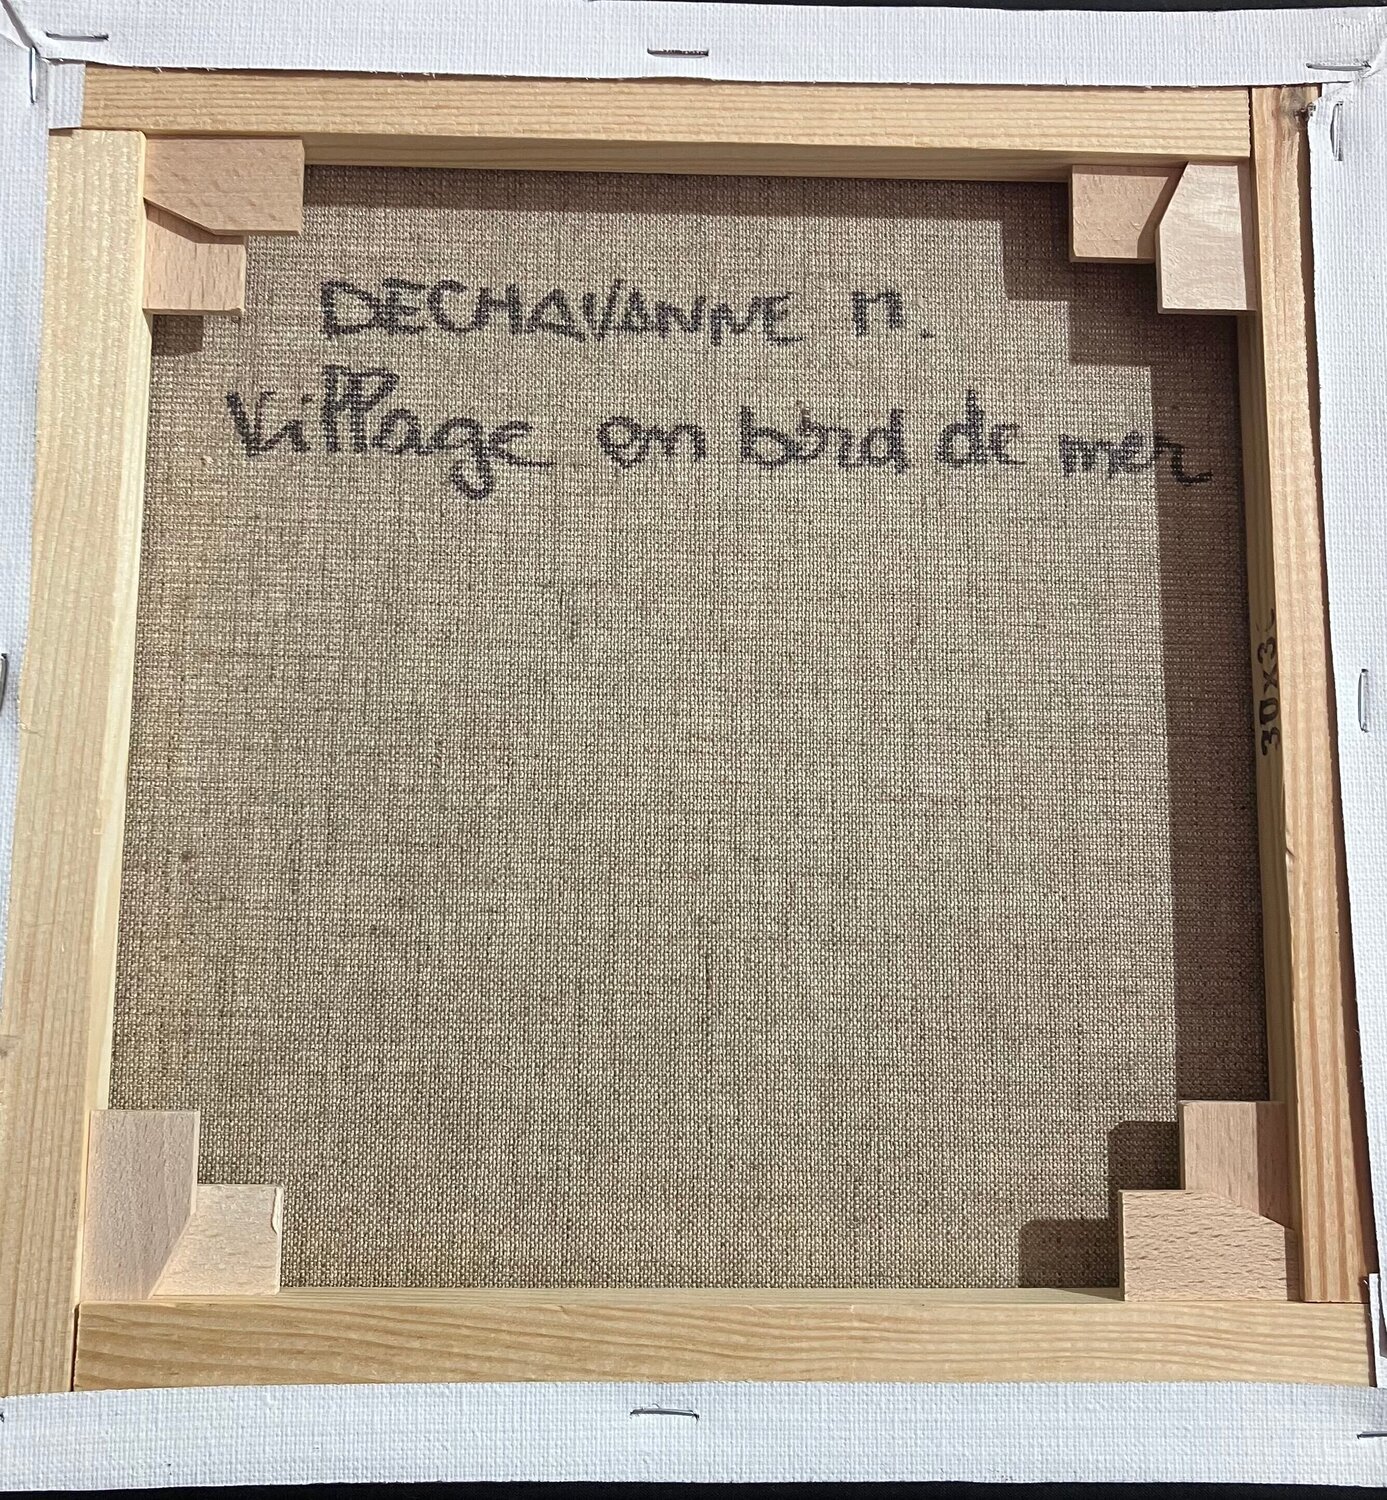 DECHAVANNE M.
Village en bord de mer
30x30